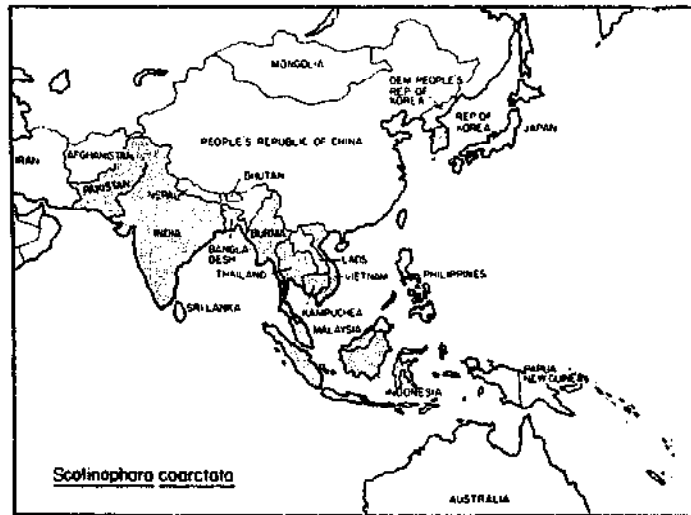 MONGOLIA
DEM PEOPLE'S
REP OF
KOREA
REP OF
KOREA
JAPAN
PEOPLE'S REPUBLIC OF CHINA
IRAN
AFGHANISTAN
PAKISTAN
NEPAL
BHUTAN
INDIA
BANGLA
DESH
BURMA
LAOS
THAILAND
VIETNAM
PHILIPPINES
SRI LANKA
KAMPUCHEA
MALAYSIA
INDONESIA
PAPUA
NEW GUINEA
Scotinophara coarctata
AUSTRALIA